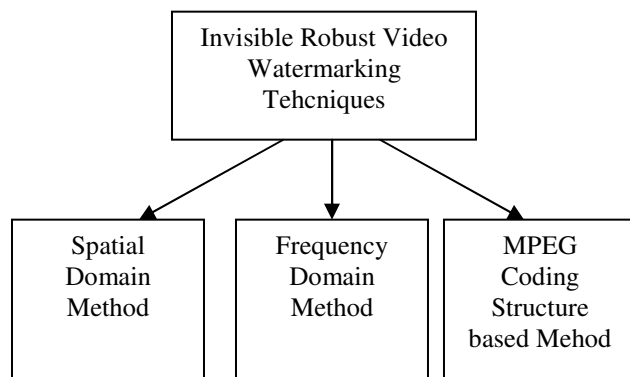 Invisible Robust Video
Watermarking
Tehcniques
Spatial
Domain
Method
Frequency
Domain
Method
MPEG
Coding
Structure
based Mehod